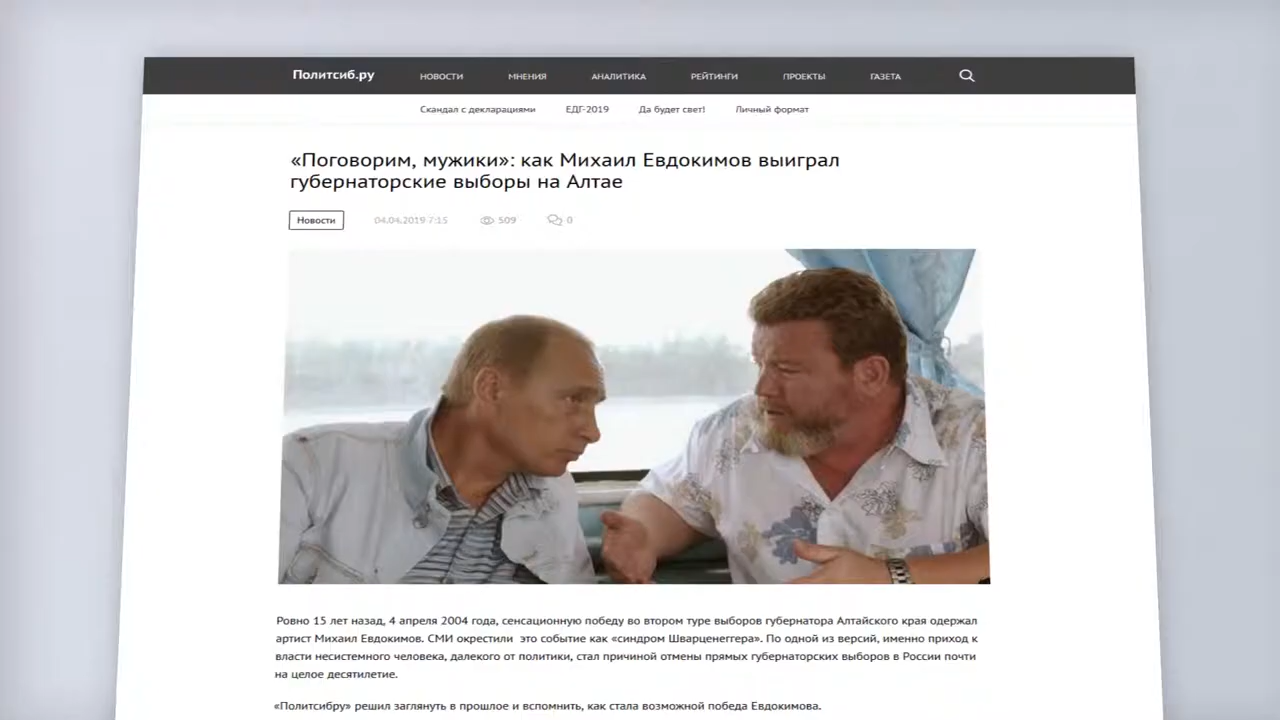 Политсиб.ру НОВОСТИ МНЕНИЯ АНАЛИТИКА РЕЙТИНГИ ПРОЕКТЫ ГАЗЕТА
Скандал с декларациями ЕДГ-2019 Да будет свет! Личный формат
«Поговорим, мужики»: как Михаил Евдокимов выиграл
губернаторские выборы на Алтае
Новости 04.04.2019 7:15 509 0
Ровно 15 лет назад, 4 апреля 2004 года, сенсационную победу во втором туре выборов губернатора Алтайского края одержал
артист Михаил Евдокимов. СМИ окрестили это событие как «синдром Шварценеггера». По одной из версий, именно приход к
власти несистемного человека, далекого от политики, стал причиной отмены прямых губернаторских выборов в России почти
на целое десятилетие.
«Политсибру» решил заглянуть в прошлое и вспомнить, как стала возможной победа Евдокимова.